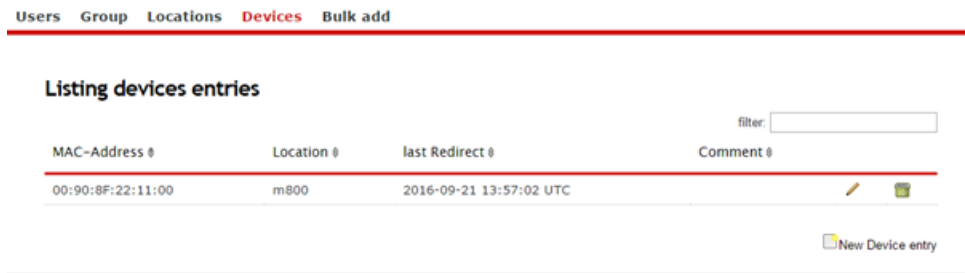 Users Group Locations Devices Bulk add
Listing devices entries
filter:
MAC-Address Location last Redirect Comment
00:90:8F:22:11:00 m800 2016-09-21 13:57:02 UTC
New Device entry